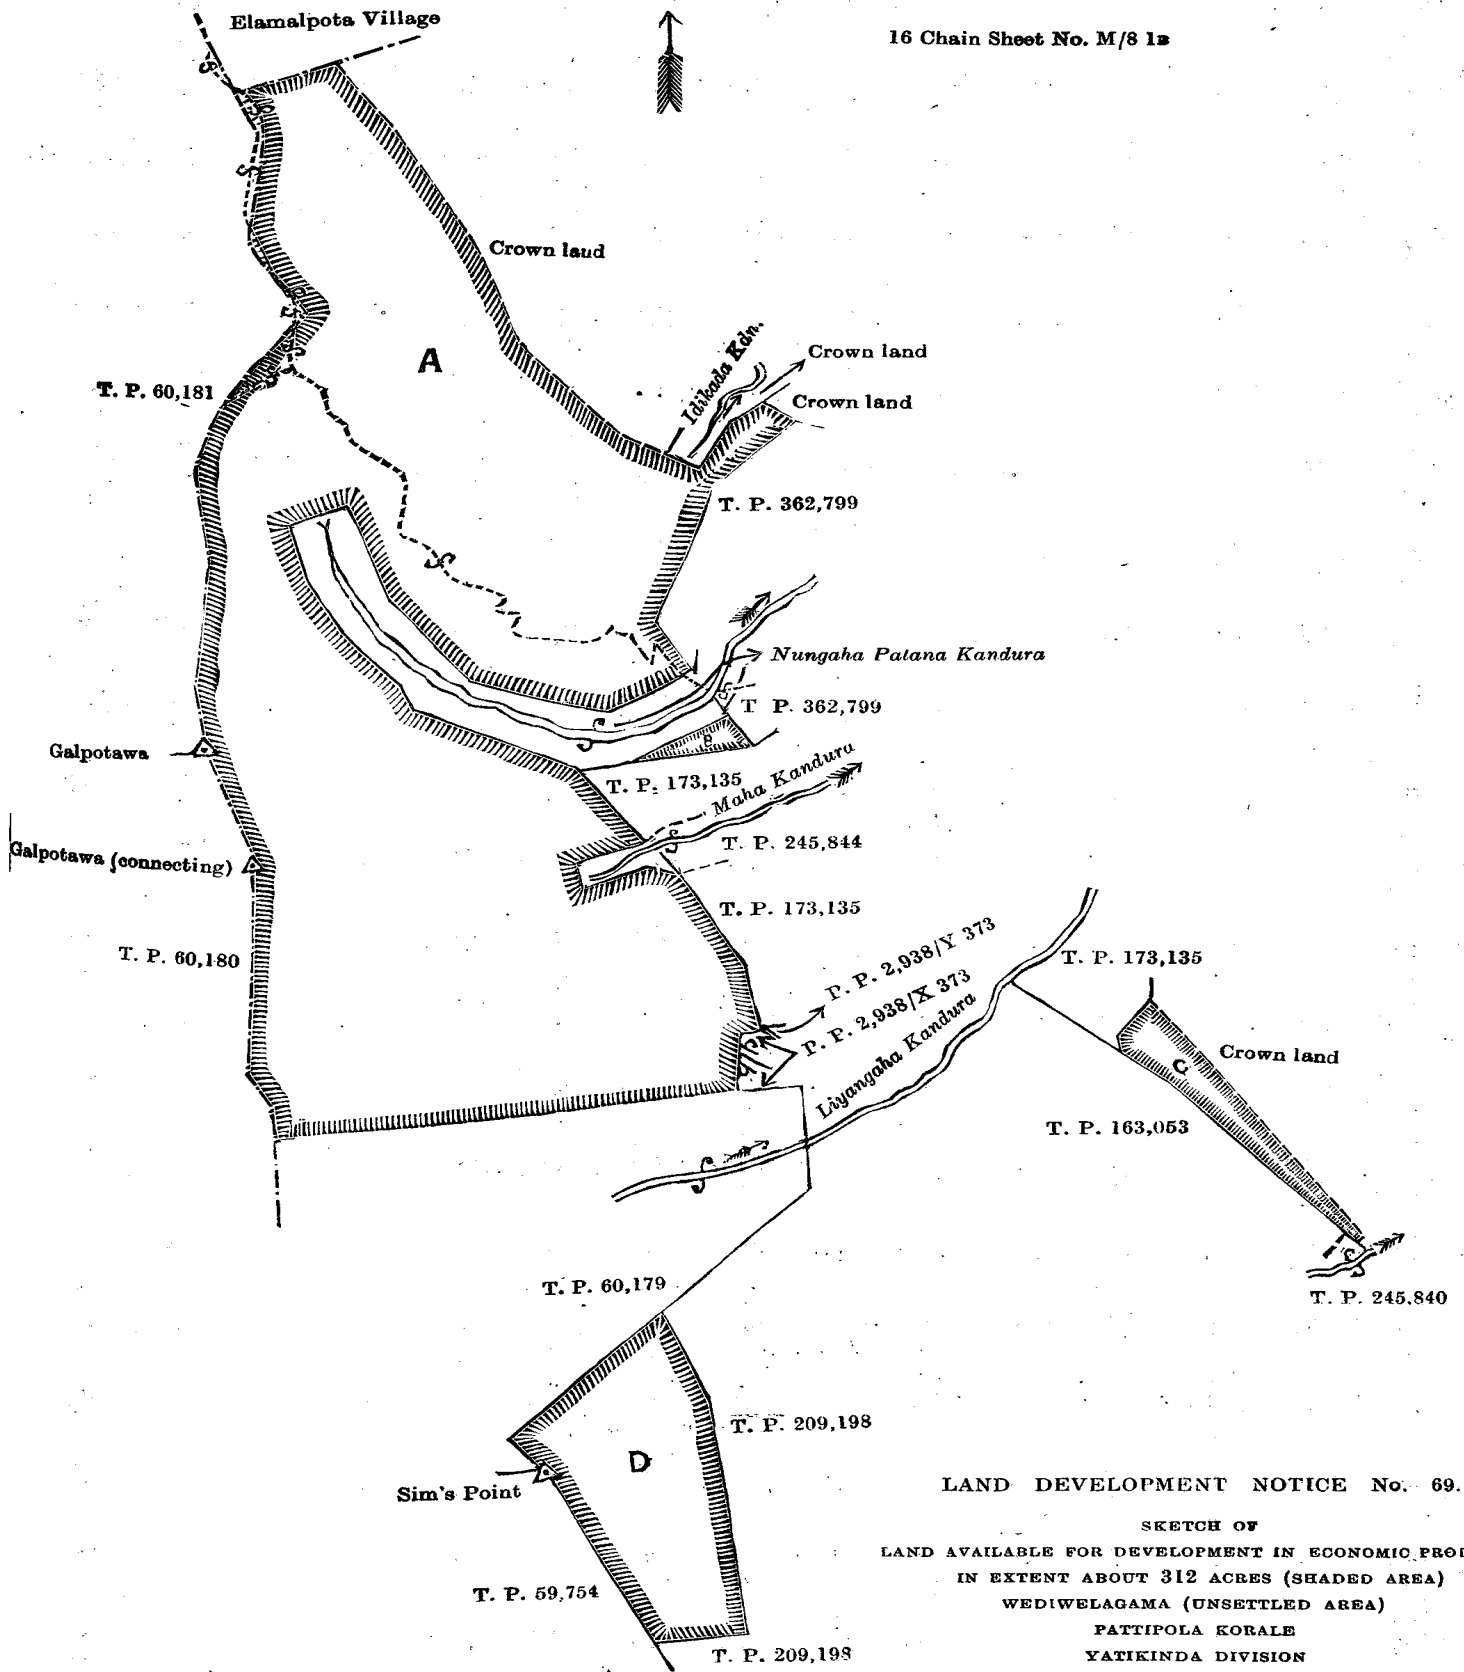 Elamalpota Village
16 Chain Sheet No. M/8 1B
S
S
S
Crown laud
A
T. P. 60,181
Idikada Kdn.
Crown land
Crown land
T. P. 362,799
S
Nungaha Patana Kandura
T P. 362,799
S
B
Galpotawa
T. P. 173,135
Maha Kandura
S
T. P. 245,844
Galpotawa (connecting)
T. P. 173,135
T. P. 60,180
P. P. 2,938/Y 373
P. P. 2,938/X 373
Liyangaha Kandura
T. P. 173,135
Crown land
C
T. P. 163,053
S
T. P. 60,179
S
T. P. 245.840
T. P. 209,198
D
Sim's Point
T. P. 59,754
T. P. 209,198
LAND DEVELOPMENT NOTICE No. 69.
SKETCH OF
LAND AVAILABLE FOR DEVELOPMENT IN ECONOMIC
IN EXTENT ABOUT 312 ACRES (SHADED AREA)
WEDIWELAGAMA (UNSETTLED AREA)
PATTIPOLA KORALE
YATIKINDA DIVISION